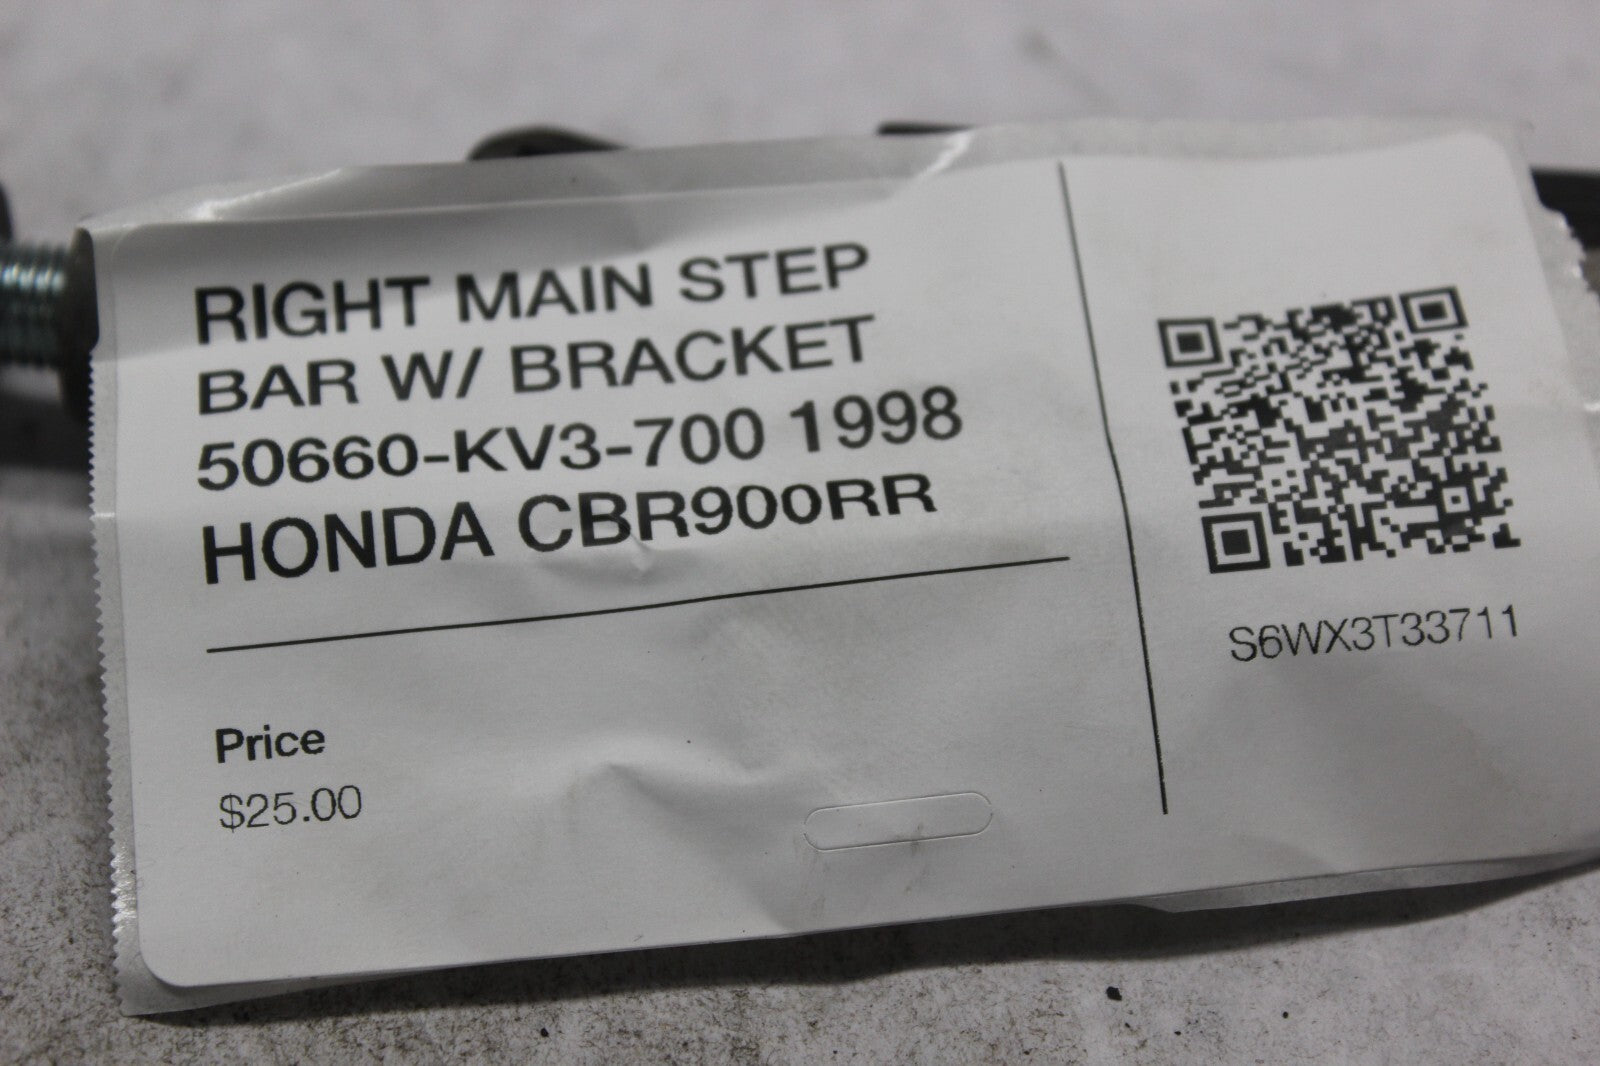 RIGHT MAIN STEP
BAR W/ BRACKET
50660-KV3-700 1998
HONDA CBR900RR
Price
$25.00
S6WX3T33711